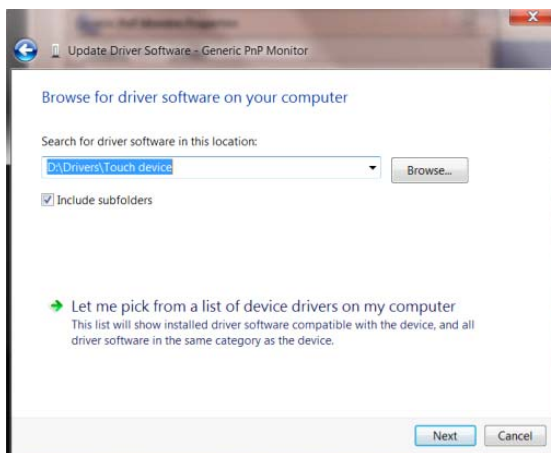 Update Driver Software - Generic PnP Monitor
Browse for driver software on your computer
Search for driver software in this location:
D:\Drivers\Touch device
Browse...
Include subfolders
Let me pick from a list of device drivers on my computer
This list will show installed driver software compatible with the device, and all
driver software in the same category as the device.
Next
Cancel